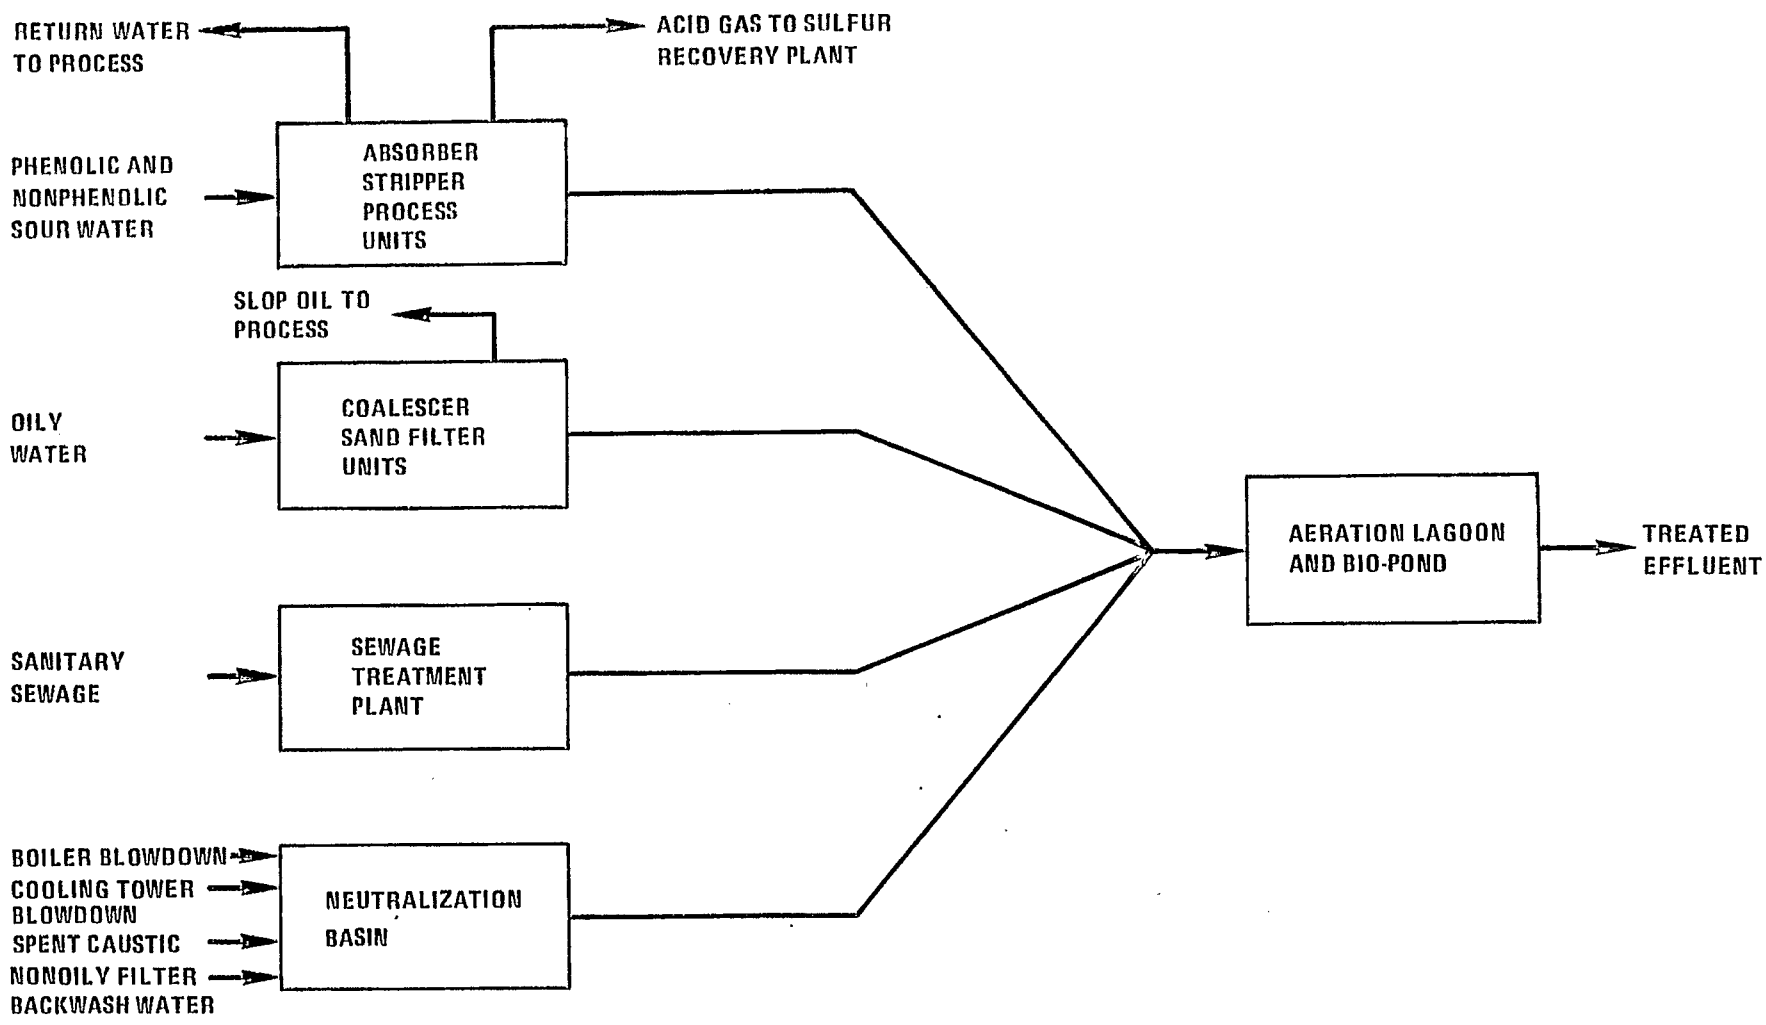 RETURN WATER
TO PROCESS
ACID GAS TO SULFUR
RECOVERY PLANT
PHENOLIC AND
NONPHENOLIC
SOUR WATER
ABSORBER
STRIPPER
PROCESS
UNITS
SLOP OIL TO
PROCESS
OILY
WATER
COALESCER
SAND FILTER
UNITS
AERATION LAGOON
AND BIO-POND
TREATED
EFFLUENT
SANITARY
SEWAGE
SEWAGE
TREATMENT
PLANT
BOILER BLOWDOWN
COOLING TOWER
BLOWDOWN
SPENT CAUSTIC
NONOILY FILTER
BACKWASH WATER
NEUTRALIZATION
BASIN